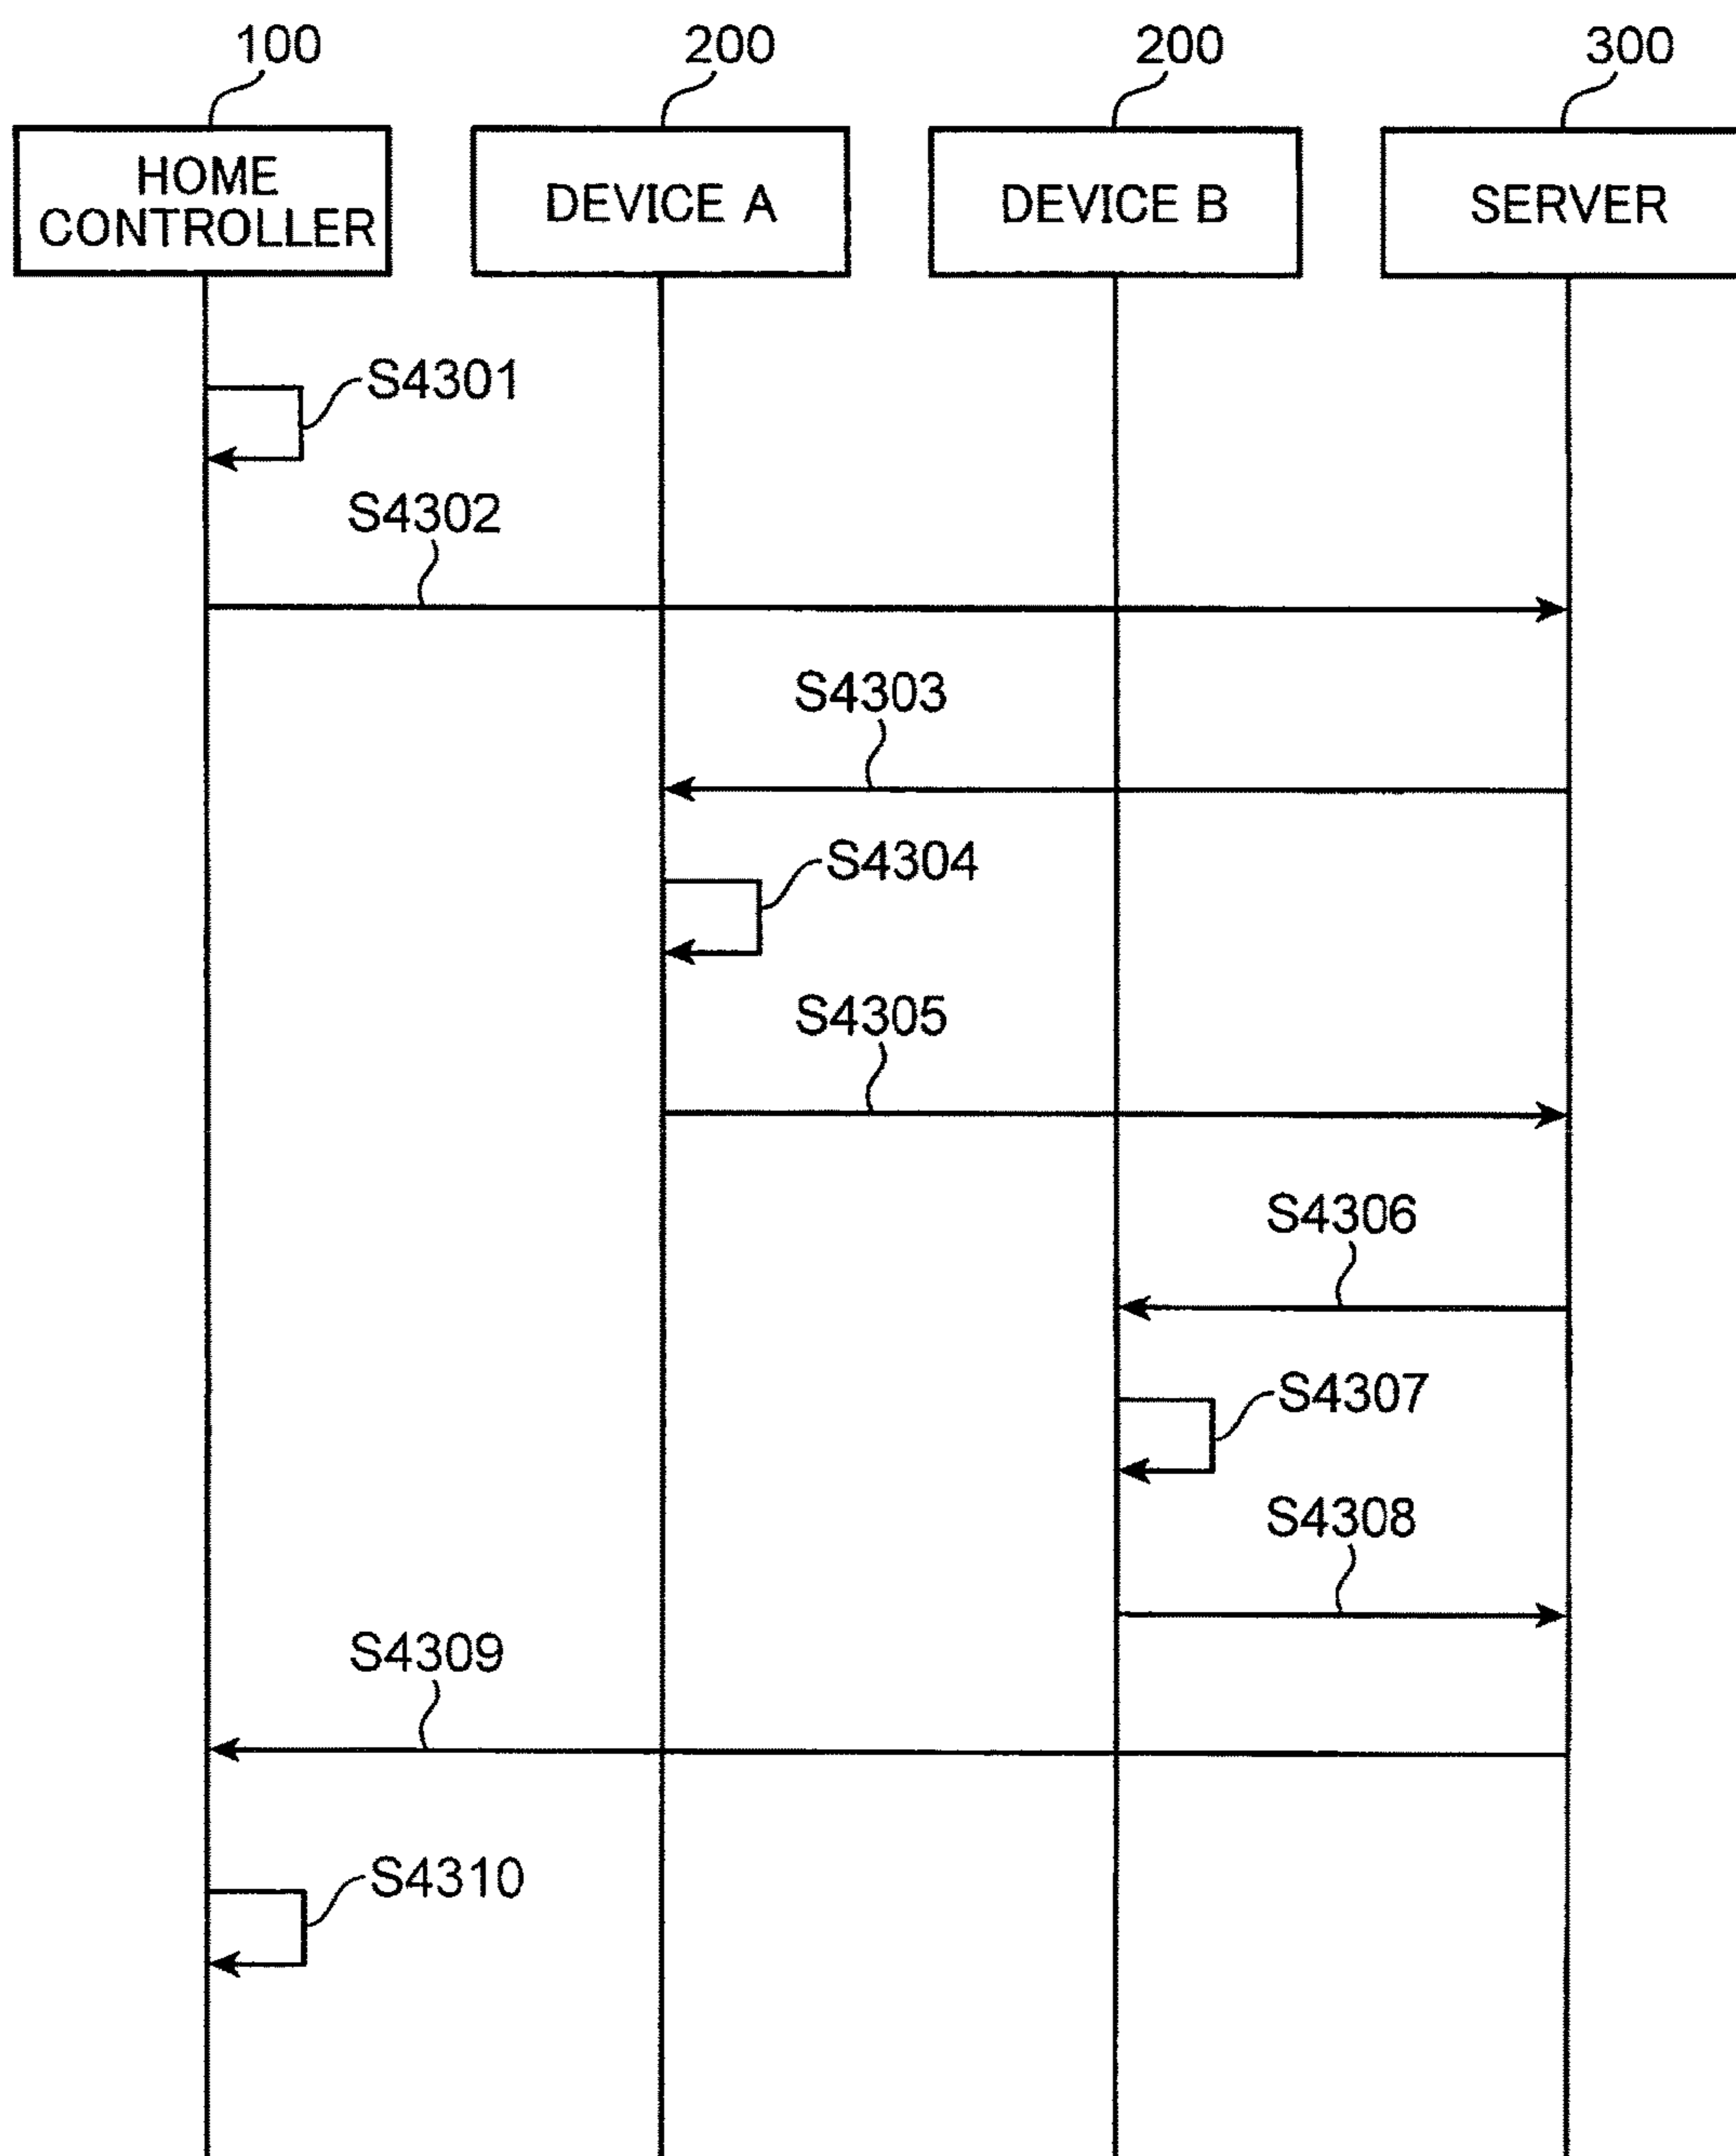 100
200
200
300
HOME
CONTROLLER
DEVICE A
DEVICE B
SERVER
S4301
S4302
S4303
S4304
S4305
S4306
S4307
S4308
S4309
S4310